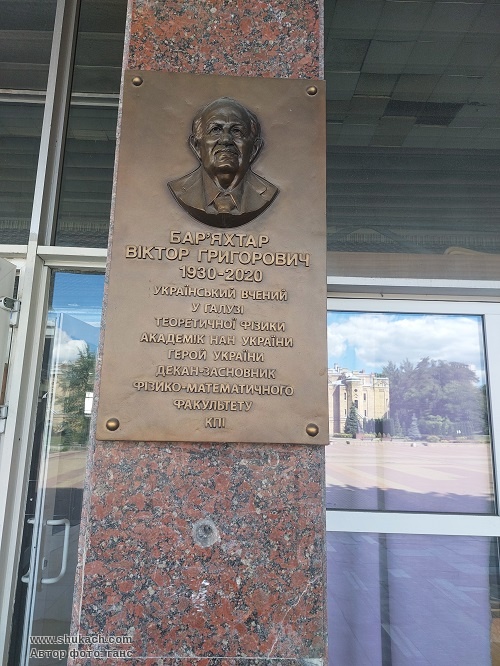 БАР'ЯХТАР
ВІКТОР ГРИГОРОВИЧ
1930-2020
УКРАЇНСЬКИЙ ВЧЕНИЙ
У ГАЛУЗІ
ТЕОРЕТИЧНОЇ ФІЗИКИ
АКАДЕМІК НАН УКРАЇНИ
ГЕРОЙ УКРАЇНИ
ДЕКАН-ЗАСНОВНИК
ФІЗИКО-МАТЕМАТИЧНОГО
ФАКУЛЬТЕТУ
КПІ
www.shukach.com
Автор фото: ганс